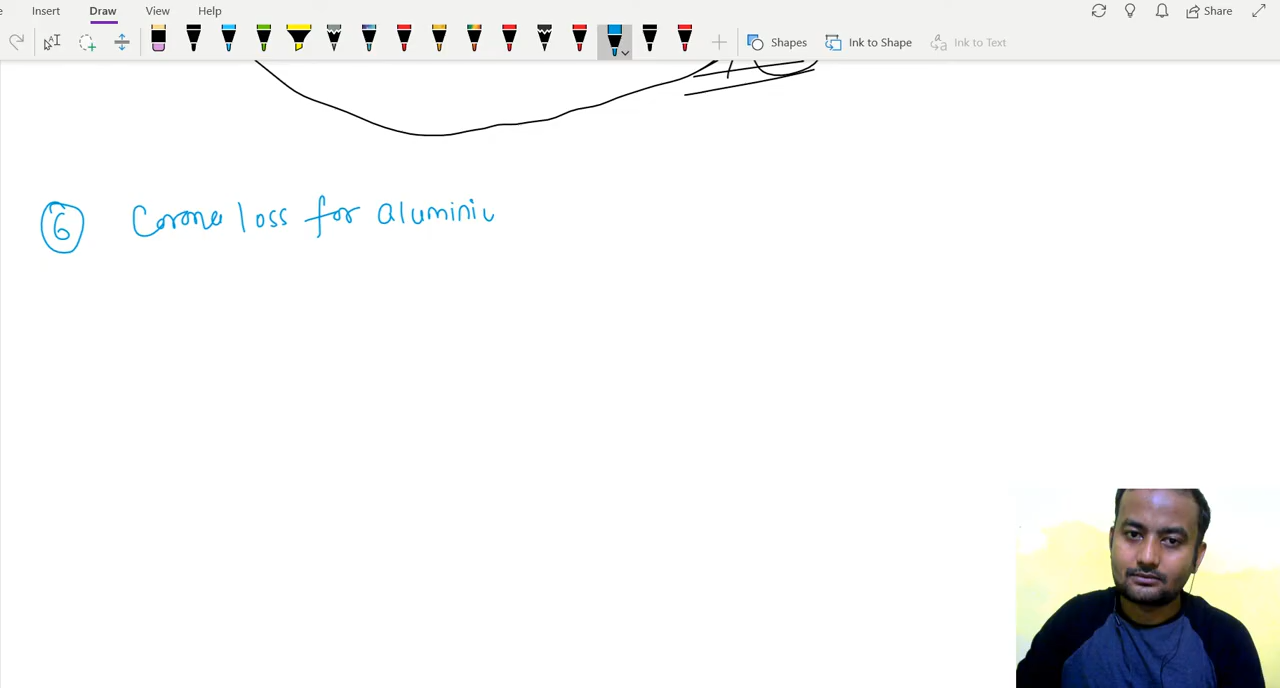 Insert Draw View Help Share
A Shapes Ink to Shape a A Ink to Text
6 Corona loss for aluminiu